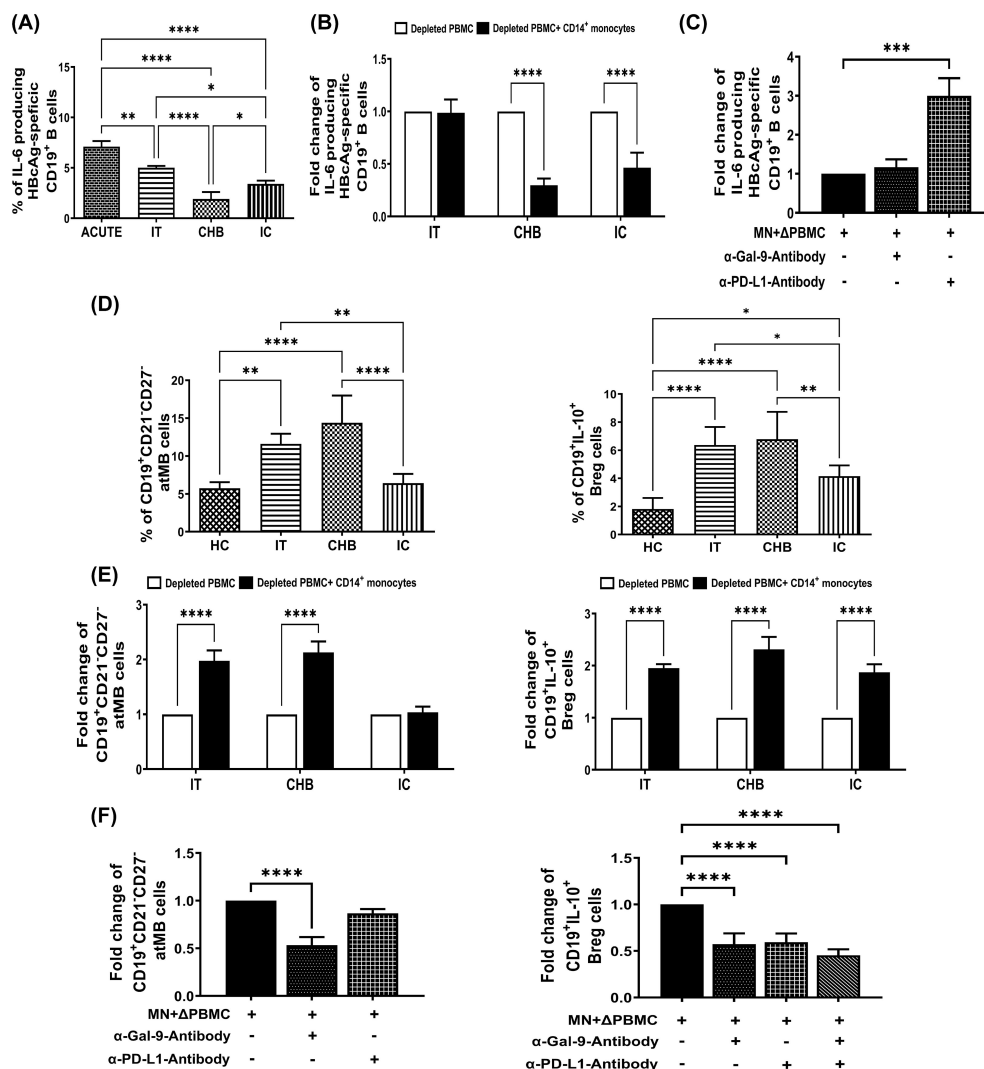 (A)
% of IL-6 producing
HBcAg-speficic
CD19+ B cells
15
10
5
0
****
****
*
**
****
*
ACUTE IT CHB IC
(B)
Depleted PBMC Depleted PBMC+ CD14+ monocytes
Fold change of
IL-6 producing
HBcAg-specific
CD19+ B cells
1.5
1.0
0.5
0.0
****
****
IT CHB IC
(C)
Fold change of
IL-6 producing
HBcAg-specific
CD19+ B cells
4
3
2
1
0
***
MN+ΔPBMC + + +
α-Gal-9-Antibody - + -
α-PD-L1-Antibody - - +
(D)
% of CD19+CD21-CD27-
atMB cells
20
15
10
5
0
**
****
**
****
HC IT CHB IC
% of CD19+IL-10+
Breg cells
10
8
6
4
2
0
*
*
****
****
**
HC IT CHB IC
(E)
Depleted PBMC Depleted PBMC+ CD14+ monocytes
Fold change of
CD19+CD21-CD27-
atMB cells
3
2
1
0
****
****
IT CHB IC
Depleted PBMC Depleted PBMC+ CD14+ monocytes
Fold change of
CD19+IL-10+
Breg cells
3
2
1
0
****
****
****
IT CHB IC
(F)
Fold change of
CD19+CD21-CD27-
atMB cells
1.5
1.0
0.5
0.0
****
MN+ΔPBMC + + +
α-Gal-9-Antibody - + -
α-PD-L1-Antibody - - +
Fold change of
CD19+IL-10+
Breg cells
1.5
1.0
0.5
0.0
****
****
****
MN+ΔPBMC + + + +
α-Gal-9-Antibody - + - +
α-PD-L1-Antibody - - + +